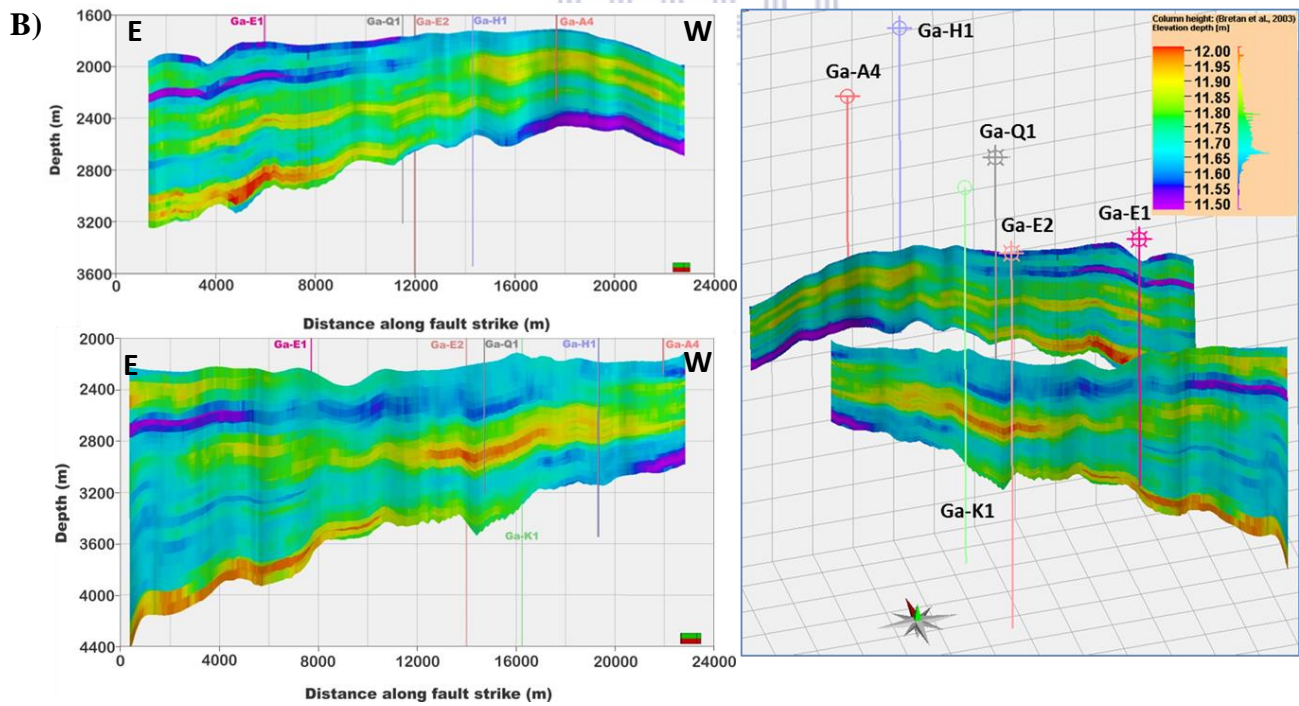 B)
E
W
Ga-E1
Ga-Q1
Ga-E2
Ga-H1
Ga-A4
1600
2000
2400
2800
3200
3600
Depth (m)
0
4000
8000
12000
16000
20000
24000
Distance along fault strike (m)
E
W
Ga-E1
Ga-E2
Ga-Q1
Ga-H1
Ga-A4
Ga-K1
2000
2400
2800
3200
3600
4000
4400
Depth (m)
0
4000
8000
12000
16000
20000
24000
Distance along fault strike (m)
Ga-H1
Ga-A4
Ga-Q1
Ga-E2
Ga-E1
Ga-K1
Column height: (Bretan et al., 2003)
Elevation depth [m]
12.00
11.95
11.90
11.80
11.75
11.70
11.65
11.60
11.55
11.50